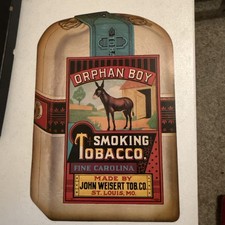 ORPHAN BOY
SMOKING
TOBACCO.
FINE CAROLINA
MADE BY
JOHN WEISERT TOB. CO.
ST. LOUIS, MO.